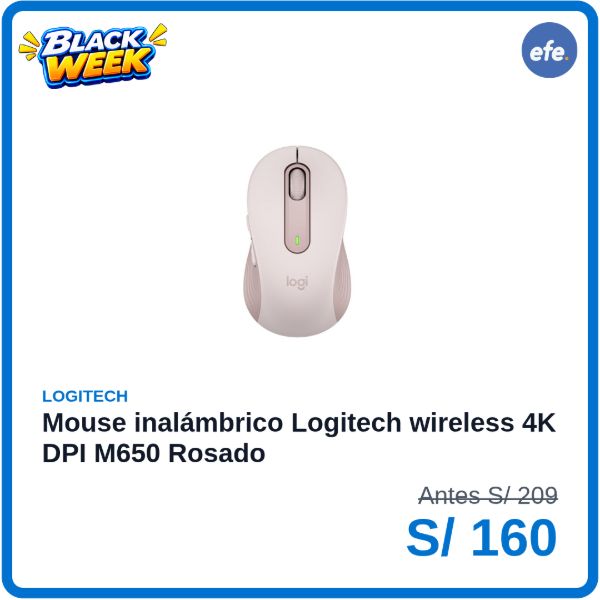 BLACK
WEEK
efe.
logi
LOGITECH
Mouse inalámbrico Logitech wireless 4K
DPI M650 Rosado
Antes S/ 209
S/ 160